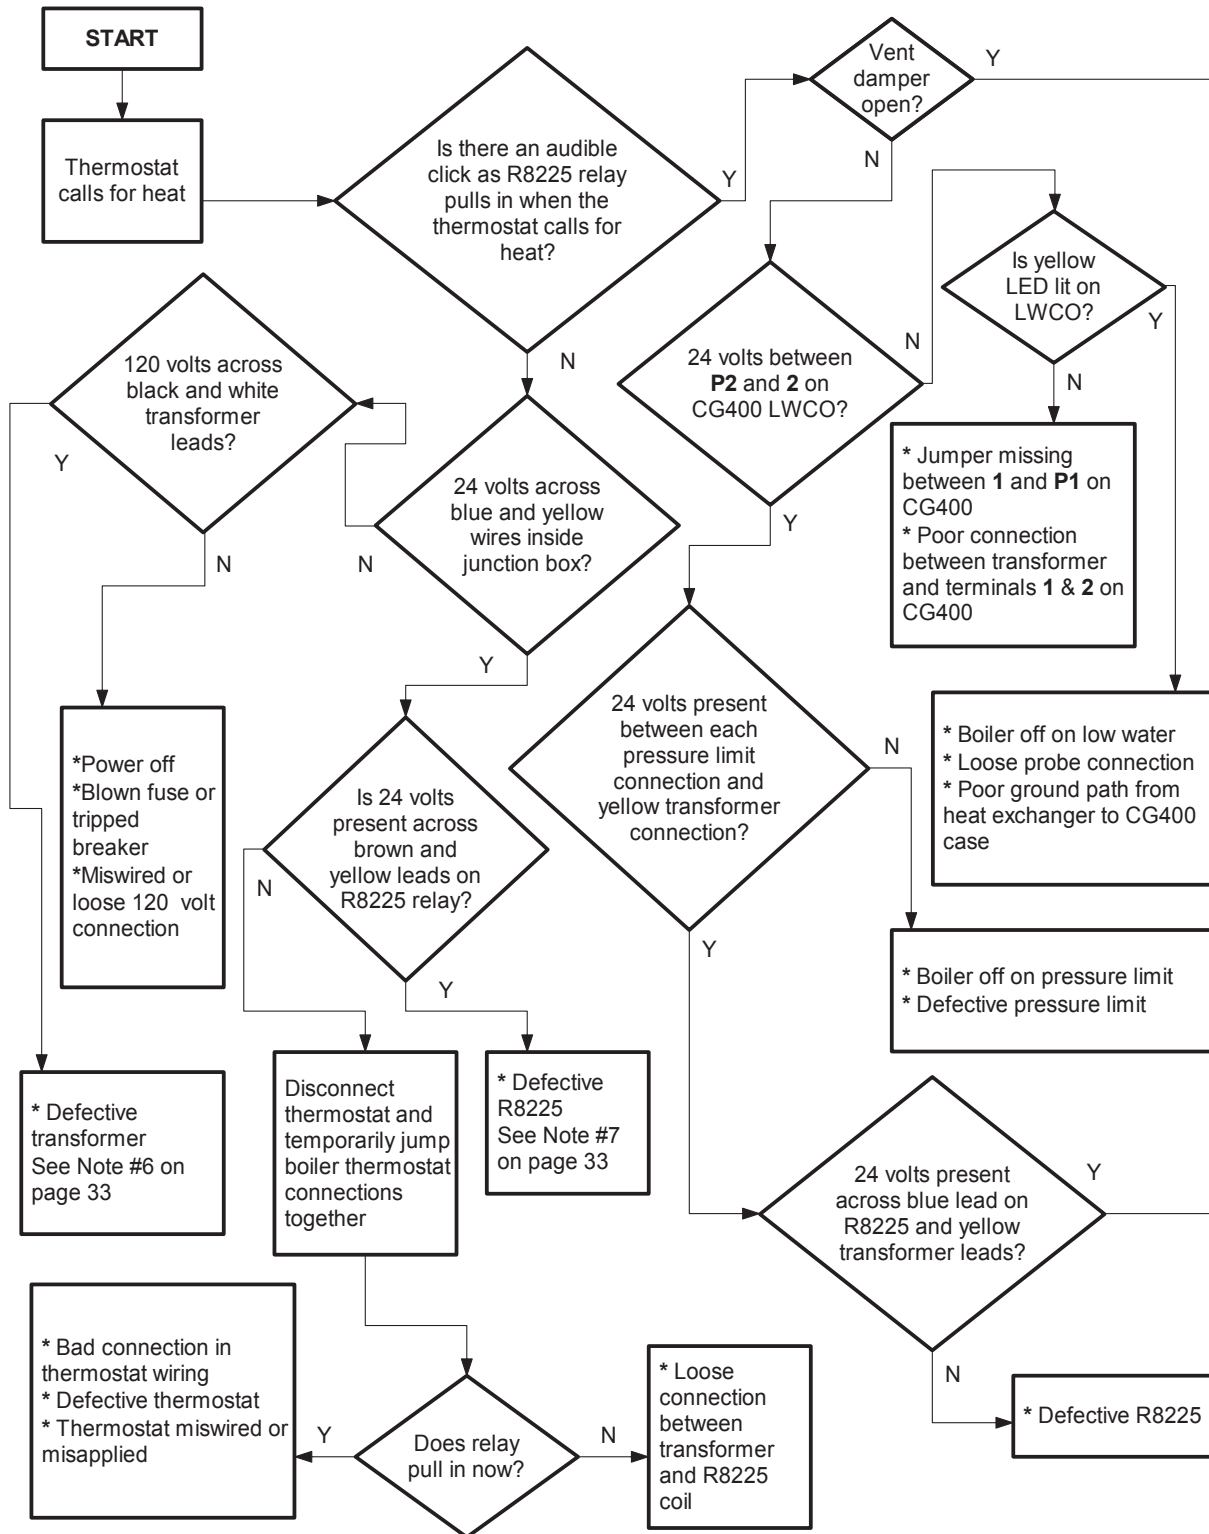 START
Thermostat
calls for heat
Is there an audible
click as R8225 relay
pulls in when the
thermostat calls for
heat?
Y
N
Vent
damper
open?
Y
N
24 volts between
P2 and 2 on
CG400 LWCO?
N
Y
Is yellow
LED lit on
LWCO?
Y
N
* Jumper missing
between 1 and P1 on
CG400
* Poor connection
between transformer
and terminals 1 & 2 on
CG400
* Boiler off on low water
* Loose probe connection
* Poor ground path from
heat exchanger to CG400
case
120 volts across
black and white
transformer
leads?
Y
N
24 volts across
blue and yellow
wires inside
junction box?
N
Y
*Power off
*Blown fuse or
tripped
breaker
*Miswired or
loose 120 volt
connection
Is 24 volts
present across
brown and
yellow leads on
R8225 relay?
N
Y
24 volts present
between each
pressure limit
connection and
yellow transformer
connection?
N
Y
* Boiler off on pressure limit
* Defective pressure limit
* Defective
transformer
See Note #6 on
page 33
Disconnect
thermostat and
temporarily jump
boiler thermostat
connections
together
* Defective
R8225
See Note #7
on page 33
24 volts present
across blue lead on
R8225 and yellow
transformer leads?
Y
N
* Bad connection in
thermostat wiring
* Defective thermostat
* Thermostat miswired or
misapplied
Y
Does relay
pull in now?
N
* Loose
connection
between
transformer
and R8225
coil
* Defective R8225